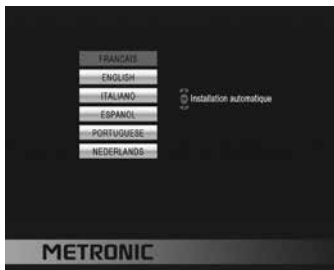 FRANCAIS
ENGLISH
ITALIANO
Installation automatique
ESPANOL
PORTUGUESE
NEDERLANDS
METRONIC